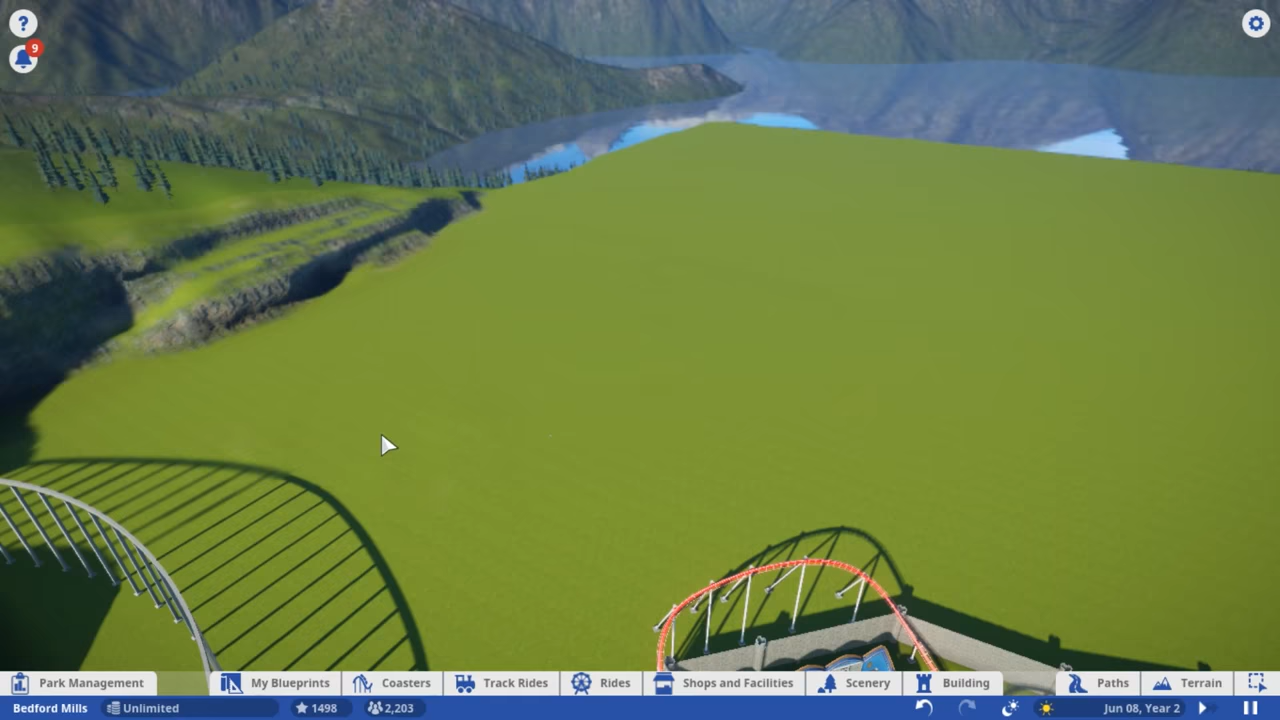 ?
9
Park Management My Blueprints Coasters Track Rides Rides Shops and Facilities Scenery Building Paths Terrain
Bedford Mills Unlimited 1498 2,203 Jun 08, Year 2